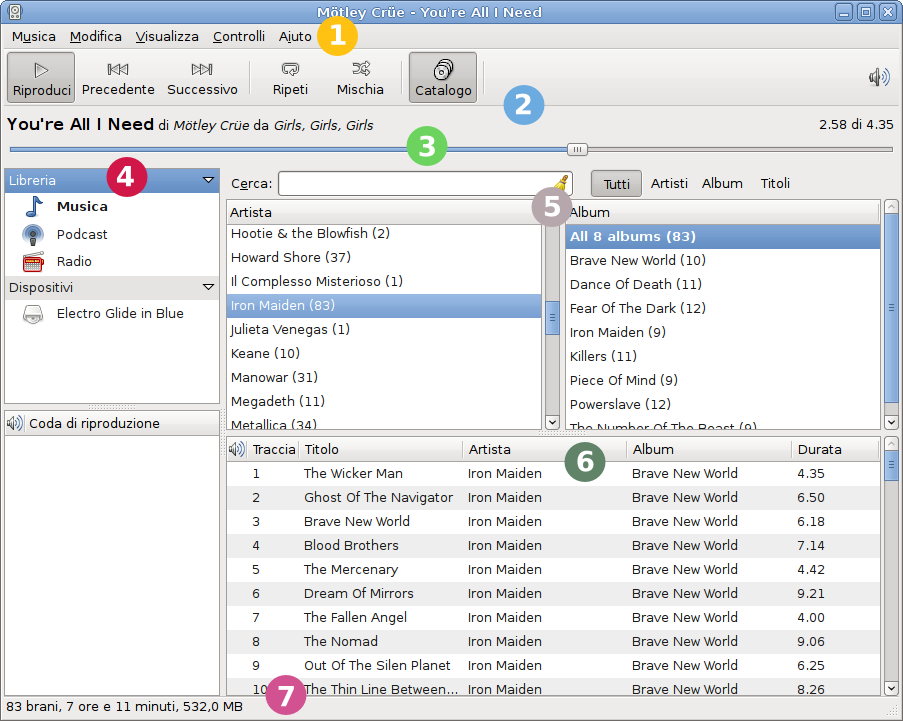 Mötley Crüe - You're All I Need
Musica Modifica Visualizza Controlli Aiuto 1
Riproduci Precedente Successivo Ripeti Mischia Catalogo
2
You're All I Need di Mötley Crüe da Girls, Girls, Girls 2.58 di 4.35
3
4
Libreria
Musica
Podcast
Radio
Dispositivi
Electro Glide in Blue
Coda di riproduzione
Cerca: Tutti Artisti Album Titoli
5
Artista
Hootie & the Blowfish (2)
Howard Shore (37)
Il Complesso Misterioso (1)
Iron Maiden (83)
Julieta Venegas (1)
Keane (10)
Manowar (31)
Megadeth (11)
Metallica (34)
Album
All 8 albums (83)
Brave New World (10)
Dance Of Death (11)
Fear Of The Dark (12)
Iron Maiden (9)
Killers (11)
Piece Of Mind (9)
Powerslave (12)
The Number Of The Beast (9)
Traccia Titolo Artista Album Durata
6
1 The Wicker Man Iron Maiden Brave New World 4.35
2 Ghost Of The Navigator Iron Maiden Brave New World 6.50
3 Brave New World Iron Maiden Brave New World 6.18
4 Blood Brothers Iron Maiden Brave New World 7.14
5 The Mercenary Iron Maiden Brave New World 4.42
6 Dream Of Mirrors Iron Maiden Brave New World 9.21
7 The Fallen Angel Iron Maiden Brave New World 4.00
8 The Nomad Iron Maiden Brave New World 9.06
9 Out Of The Silen Planet Iron Maiden Brave New World 6.25
10 The Thin Line Between... Iron Maiden Brave New World 8.26
7
83 brani, 7 ore e 11 minuti, 532,0 MB